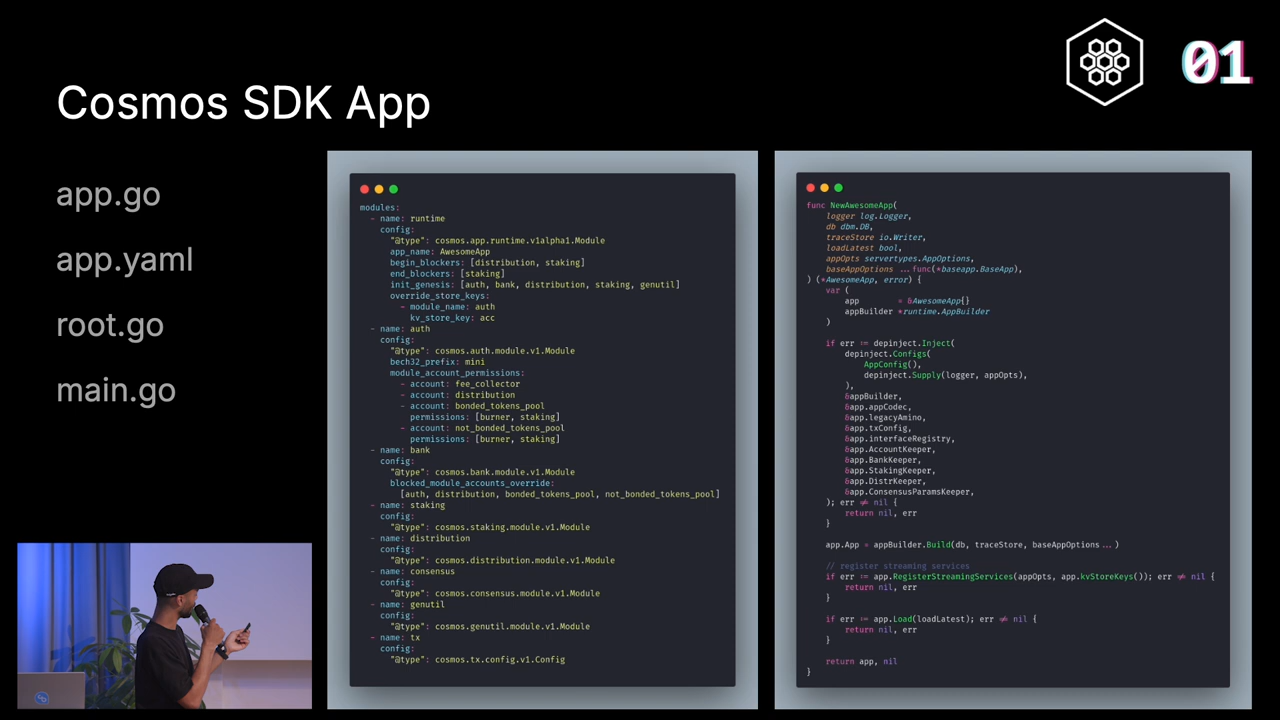 01
Cosmos SDK App
app.go
app.yaml
root.go
main.go
modules:
- name: runtime
config:
"@type": cosmos.app.runtime.v1alpha1.Module
app_name: AwesomeApp
begin_blockers: [distribution, staking]
end_blockers: [staking]
init_genesis: [auth, bank, distribution, staking, genutil]
override_store_keys:
- module_name: auth
kv_store_key: acc
- name: auth
config:
"@type": cosmos.auth.module.v1.Module
bech32_prefix: mini
module_account_permissions:
- account: fee_collector
- account: distribution
- account: bonded_tokens_pool
permissions: [burner, staking]
- account: not_bonded_tokens_pool
permissions: [burner, staking]
- name: bank
config:
"@type": cosmos.bank.module.v1.Module
blocked_module_accounts_override:
[auth, distribution, bonded_tokens_pool, not_bonded_tokens_pool]
- name: staking
config:
"@type": cosmos.staking.module.v1.Module
- name: distribution
config:
"@type": cosmos.distribution.module.v1.Module
- name: consensus
config:
"@type": cosmos.consensus.module.v1.Module
- name: genutil
config:
"@type": cosmos.genutil.module.v1.Module
- name: tx
config:
"@type": cosmos.tx.config.v1.Config
func NewAwesomeApp(
logger log.Logger,
db dbm.DB,
traceStore io.Writer,
loadLatest bool,
appOpts servertypes.AppOptions,
baseAppOptions ...func(*baseapp.BaseApp),
) (*AwesomeApp, error) {
var (
app = &AwesomeApp{}
appBuilder *runtime.AppBuilder
)
if err := depinject.Inject(
depinject.Configs(
AppConfig(),
depinject.Supply(logger, appOpts),
),
&appBuilder,
&app.appCodec,
&app.legacyAmino,
&app.txConfig,
&app.interfaceRegistry,
&app.AccountKeeper,
&app.BankKeeper,
&app.StakingKeeper,
&app.DistrKeeper,
&app.ConsensusParamsKeeper,
); err != nil {
return nil, err
}
app.App = appBuilder.Build(db, traceStore, baseAppOptions...)
// register streaming services
if err := app.RegisterStreamingServices(appOpts, app.kvStoreKeys()); err != nil {
return nil, err
}
if err := app.Load(loadLatest); err != nil {
return nil, err
}
return app, nil
}